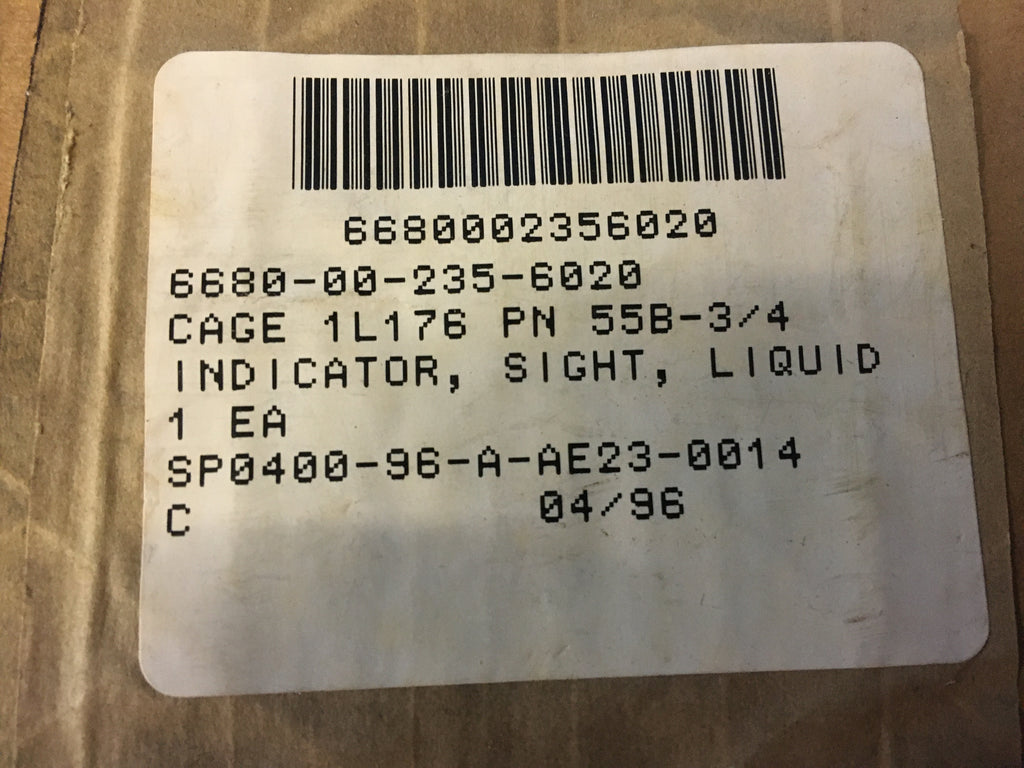 6680002356020
6680-00-235-6020
CAGE 1L176 PN 55B-3/4
INDICATOR, SIGHT, LIQUID
1 EA
SP0400-96-A-AE23-0014
C 04/96